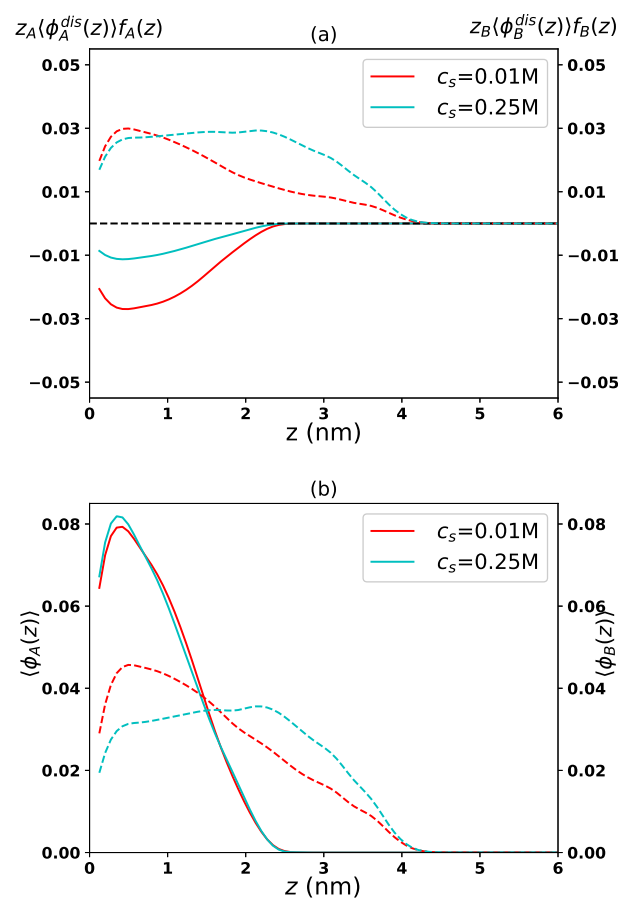 z_A⟨ϕ_A^{dis}(z)⟩f_A(z) (a) z_B⟨ϕ_B^{dis}(z)⟩f_B(z)
0.05 0.05
c_s=0.01M
c_s=0.25M
0.03 0.03
0.01 0.01
−0.01 −0.01
−0.03 −0.03
−0.05 −0.05
0 1 2 3 4 5 6
z (nm)
(b)
0.08 0.08
c_s=0.01M
c_s=0.25M
0.06 0.06
⟨ϕ_A(z)⟩ ⟨ϕ_B(z)⟩
0.04 0.04
0.02 0.02
0.00 0.00
0 1 2 3 4 5 6
z (nm)